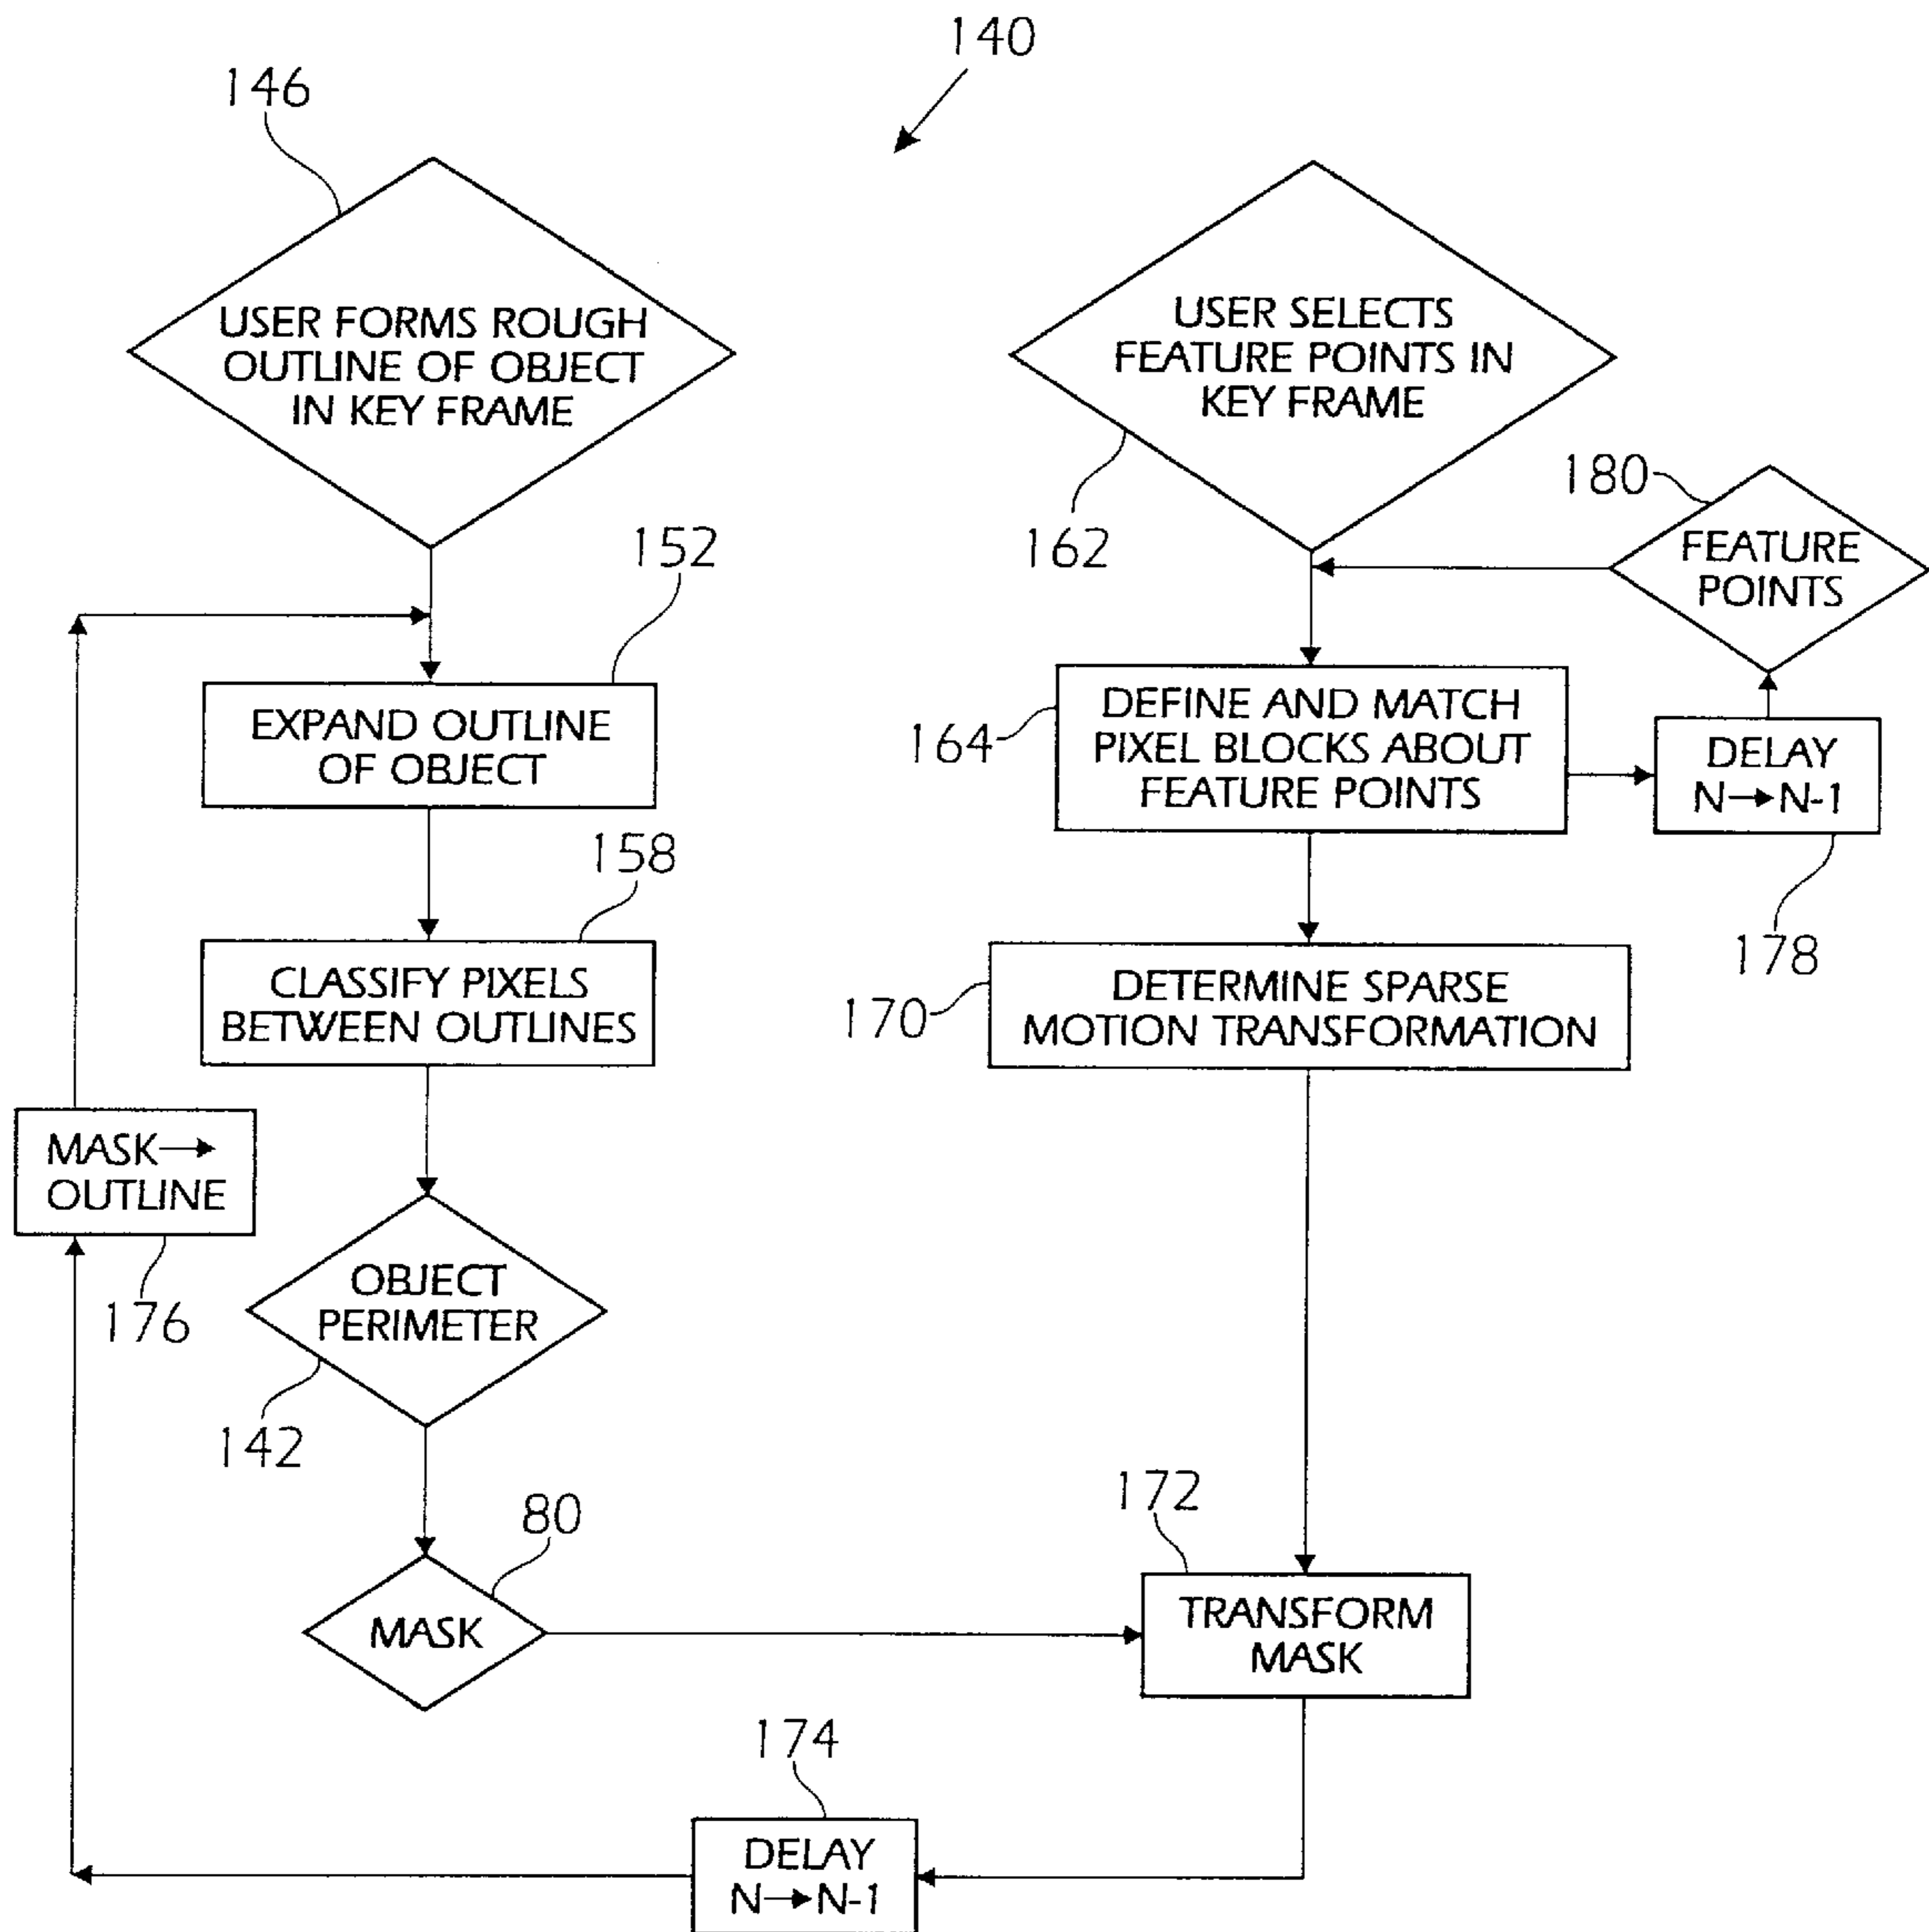 140
146
USER FORMS ROUGH
OUTLINE OF OBJECT
IN KEY FRAME
USER SELECTS
FEATURE POINTS IN
KEY FRAME
162
180
FEATURE
POINTS
152
EXPAND OUTLINE
OF OBJECT
164
DEFINE AND MATCH
PIXEL BLOCKS ABOUT
FEATURE POINTS
DELAY
N→N-1
178
158
CLASSIFY PIXELS
BETWEEN OUTLINES
170
DETERMINE SPARSE
MOTION TRANSFORMATION
MASK→
OUTLINE
176
OBJECT
PERIMETER
142
80
MASK
172
TRANSFORM
MASK
174
DELAY
N→N-1